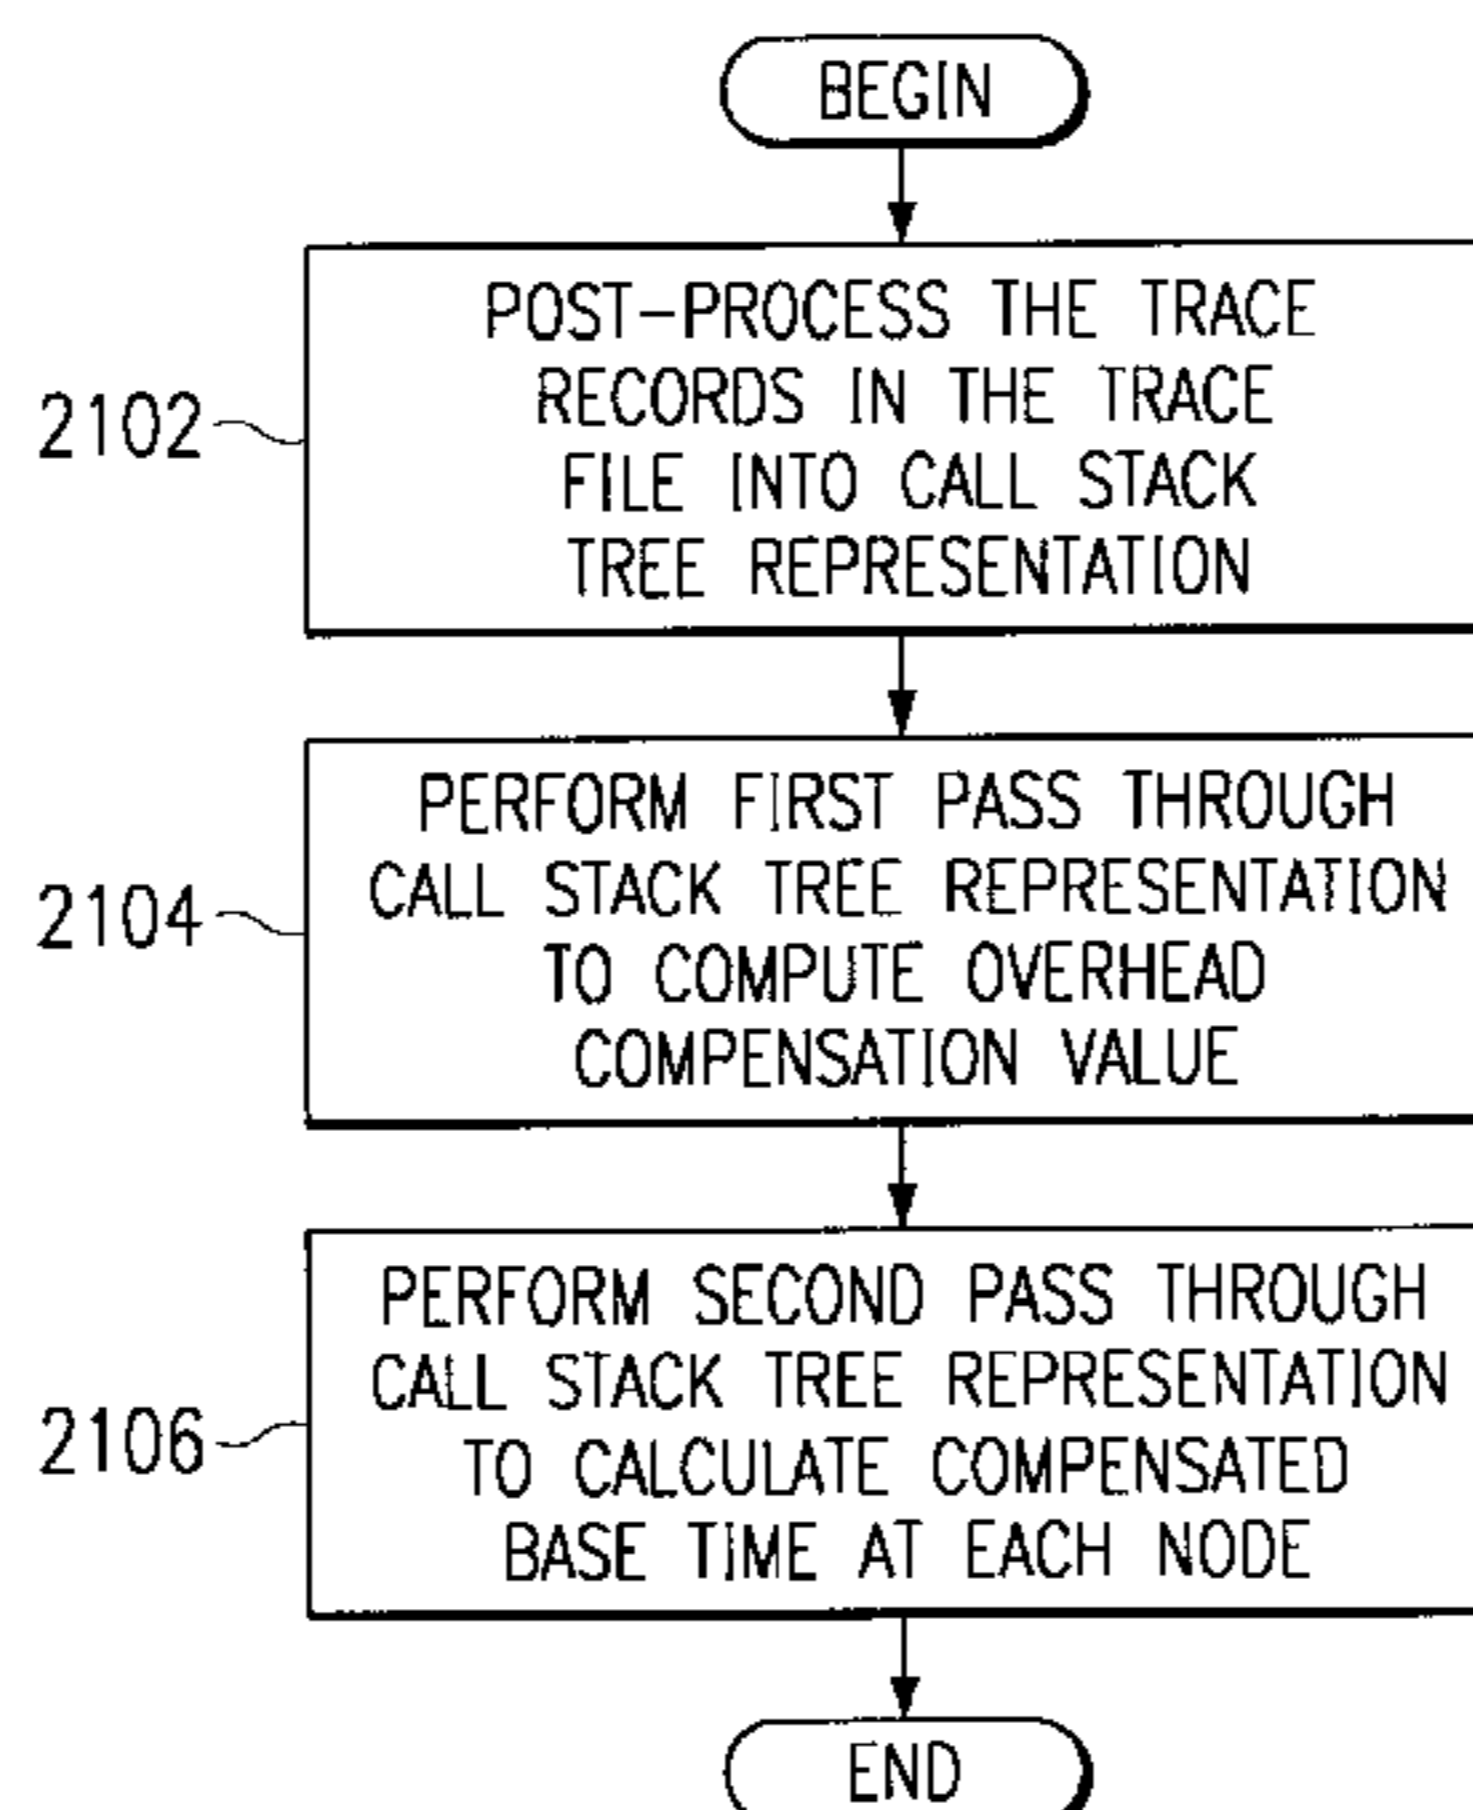 BEGIN
POST-PROCESS THE TRACE
RECORDS IN THE TRACE
FILE INTO CALL STACK
TREE REPRESENTATION
2102
PERFORM FIRST PASS THROUGH
CALL STACK TREE REPRESENTATION
TO COMPUTE OVERHEAD
COMPENSATION VALUE
2104
PERFORM SECOND PASS THROUGH
CALL STACK TREE REPRESENTATION
TO CALCULATE COMPENSATED
BASE TIME AT EACH NODE
2106
END